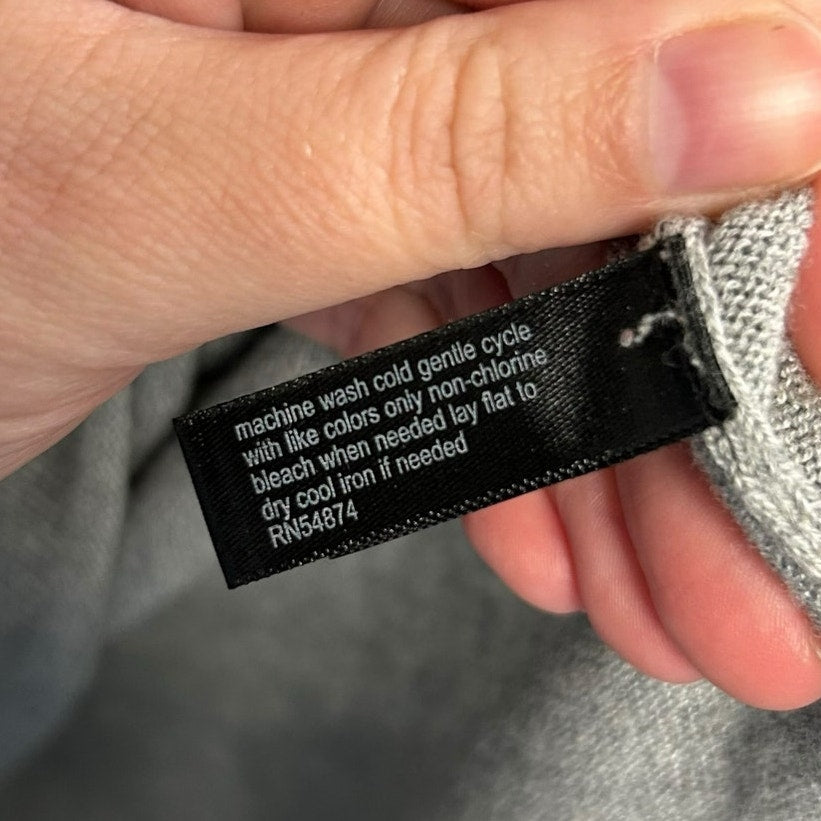 machine wash cold gentle cycle
with like colors only non-chlorine
bleach when needed lay flat to
dry cool iron if needed
RN54874